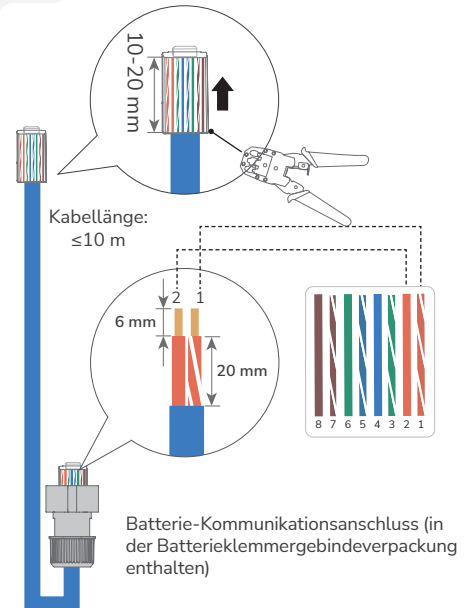 10-20 mm
Kabellänge:
≤10 m
2 1
6 mm
20 mm
8 7 6 5 4 3 2 1
Batterie-Kommunikationsanschluss (in
der Batterieklemmergebindeverpackung
enthalten)